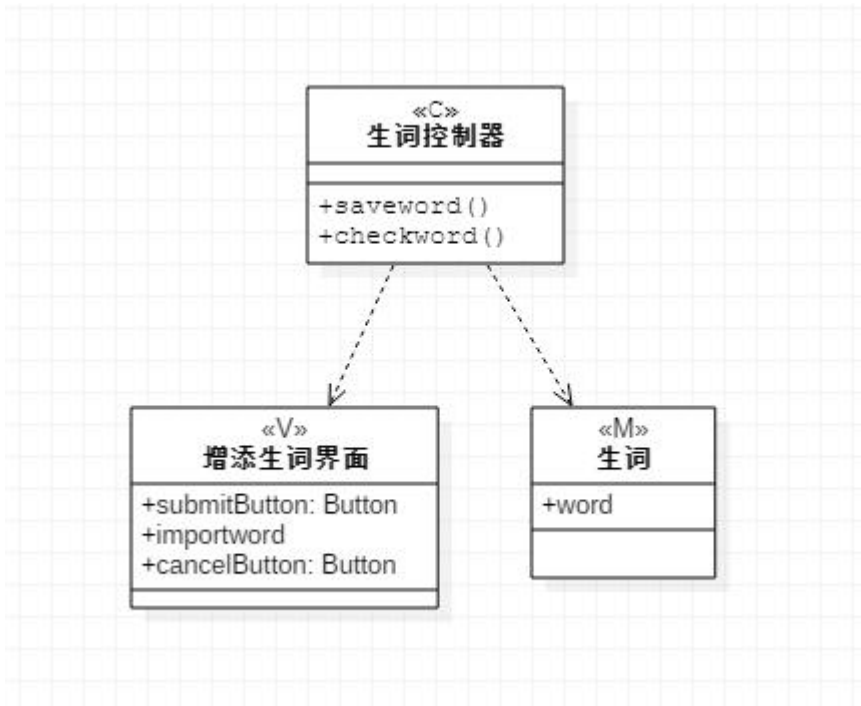 «C»
生词控制器
+saveword()
+checkword()
«V»
增添生词界面
+submitButton: Button
+importword
+cancelButton: Button
«M»
生词
+word